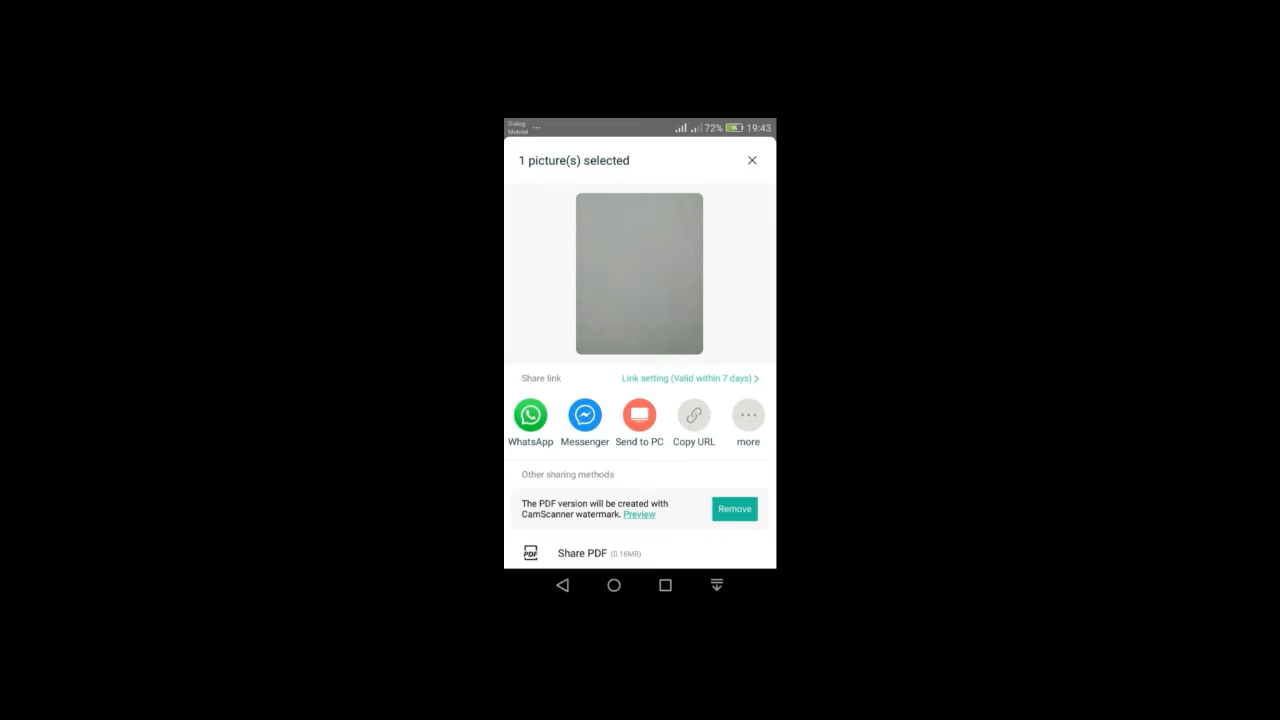 Dialog
Mobitel ...
72% 19:43
1 picture(s) selected
Share link
Link setting (Valid within 7 days) >
WhatsApp Messenger Send to PC Copy URL more
Other sharing methods
The PDF version will be created with
CamScanner watermark. Preview
Remove
PDF Share PDF (0.16MB)